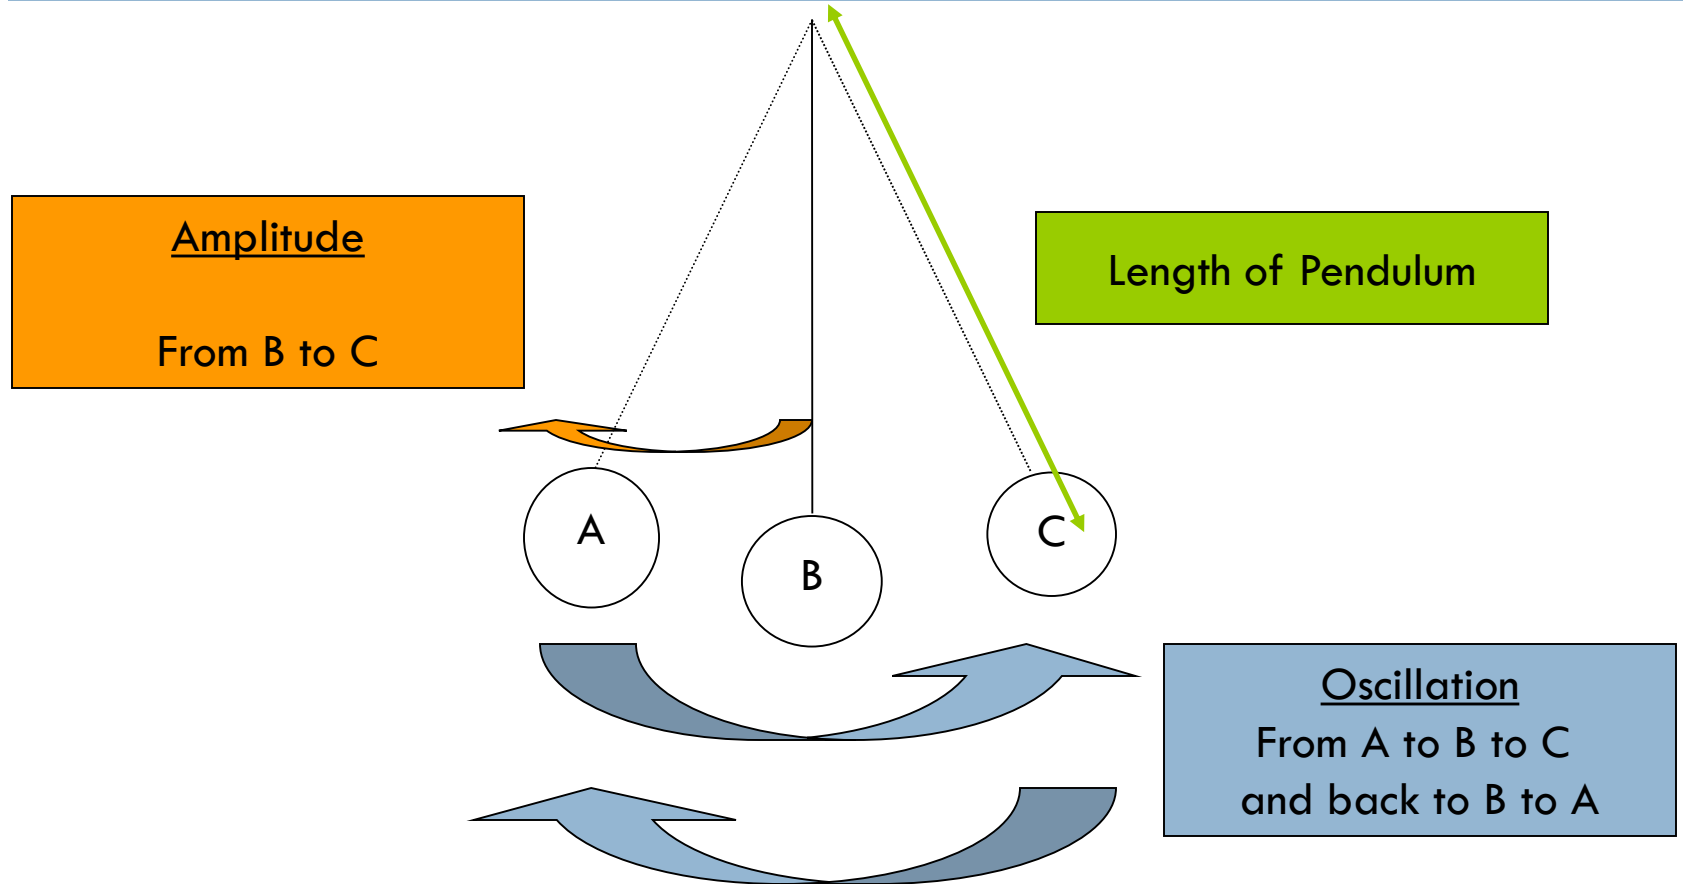 Amplitude
From B to C
Length of Pendulum
A
B
C
Oscillation
From A to B to C
and back to B to A